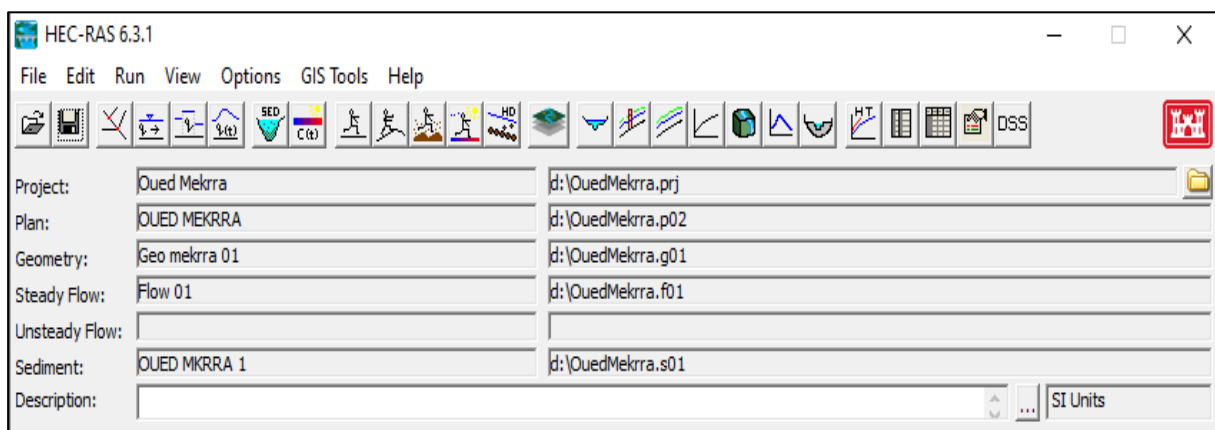 HEC-RAS 6.3.1
File Edit Run View Options GIS Tools Help
SED C(t) HD HT DSS
Project: Oued Mekrra d:\OuedMekrra.prj
Plan: OUED MEKRRA d:\OuedMekrra.p02
Geometry: Geo mekrra 01 d:\OuedMekrra.g01
Steady Flow: Flow 01 d:\OuedMekrra.f01
Unsteady Flow:
Sediment: OUED MKRRA 1 d:\OuedMekrra.s01
Description: ... SI Units